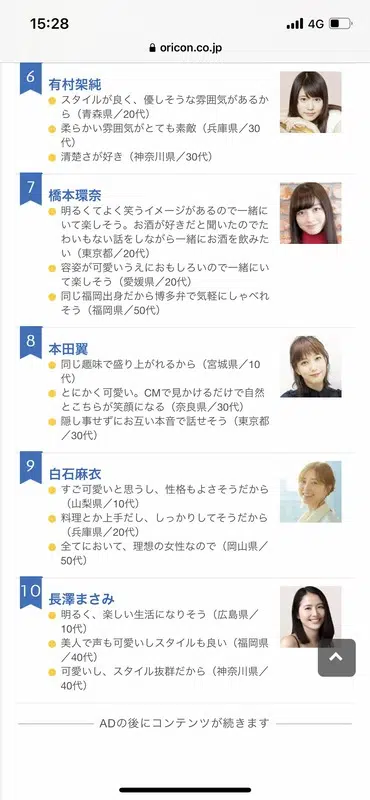 15:28
4G
oricon.co.jp
6
有村架純
スタイルが良く、優しそうな雰囲気があるか
ら（青森県／20代）
柔らかい雰囲気がとても素敵（兵庫県／30
代）
清楚さが好き（神奈川県／30代）
7
橋本環奈
明るくてよく笑うイメージがあるので一緒に
いて楽しそう。お酒が好きだと聞いたのでた
わいもない話をしながら一緒にお酒を飲みた
い（東京都／20代）
容姿が可愛いうえにおもしろいので一緒にい
て楽しそう（愛媛県／20代）
同じ福岡出身だから博多弁で気軽にしゃべれ
そう（福岡県／50代）
8
本田翼
同じ趣味で盛り上がれるから（宮城県／10
代）
とにかく可愛い。CMで見かけるだけで自然
とこちらが笑顔になる（奈良県／30代）
隠し事せずにお互い本音で話せそう（東京都
／30代）
9
白石麻衣
すご可愛いと思うし、性格もよさそうだから
（山梨県／10代）
料理とか上手だし、しっかりしてそうだから
（兵庫県／20代）
全てにおいて、理想の女性なので（岡山県／
50代）
10
長澤まさみ
明るく、楽しい生活になりそう（広島県／
10代）
美人で声も可愛いしスタイルも良い（福岡県
／40代）
可愛いし、スタイル抜群だから（神奈川県／
40代）
ADの後にコンテンツが続きます